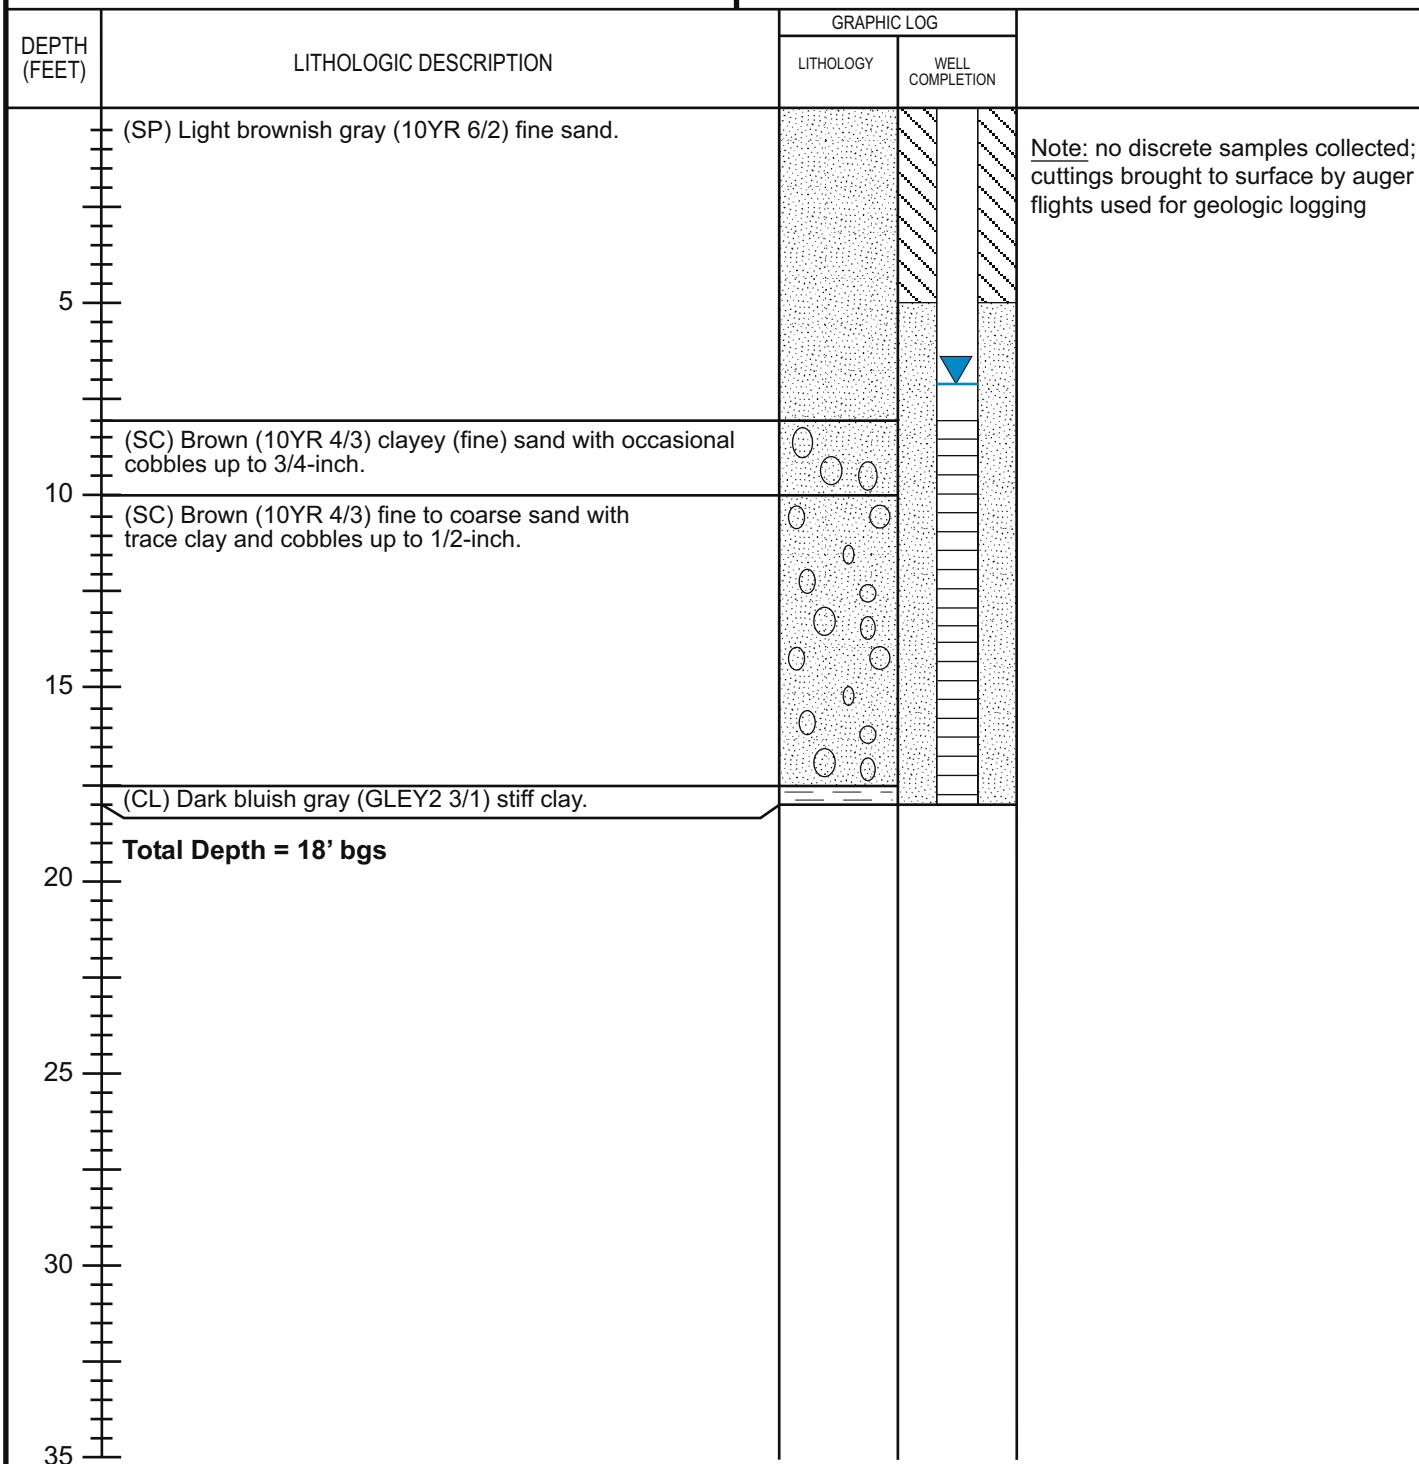 DEPTH
(FEET)
LITHOLOGIC DESCRIPTION
GRAPHIC LOG
LITHOLOGY
WELL
COMPLETION
(SP) Light brownish gray (10YR 6/2) fine sand.
Note: no discrete samples collected;
cuttings brought to surface by auger
flights used for geologic logging
5
(SC) Brown (10YR 4/3) clayey (fine) sand with occasional
cobbles up to 3/4-inch.
10
(SC) Brown (10YR 4/3) fine to coarse sand with
trace clay and cobbles up to 1/2-inch.
15
(CL) Dark bluish gray (GLEY2 3/1) stiff clay.
Total Depth = 18’ bgs
20
25
30
35